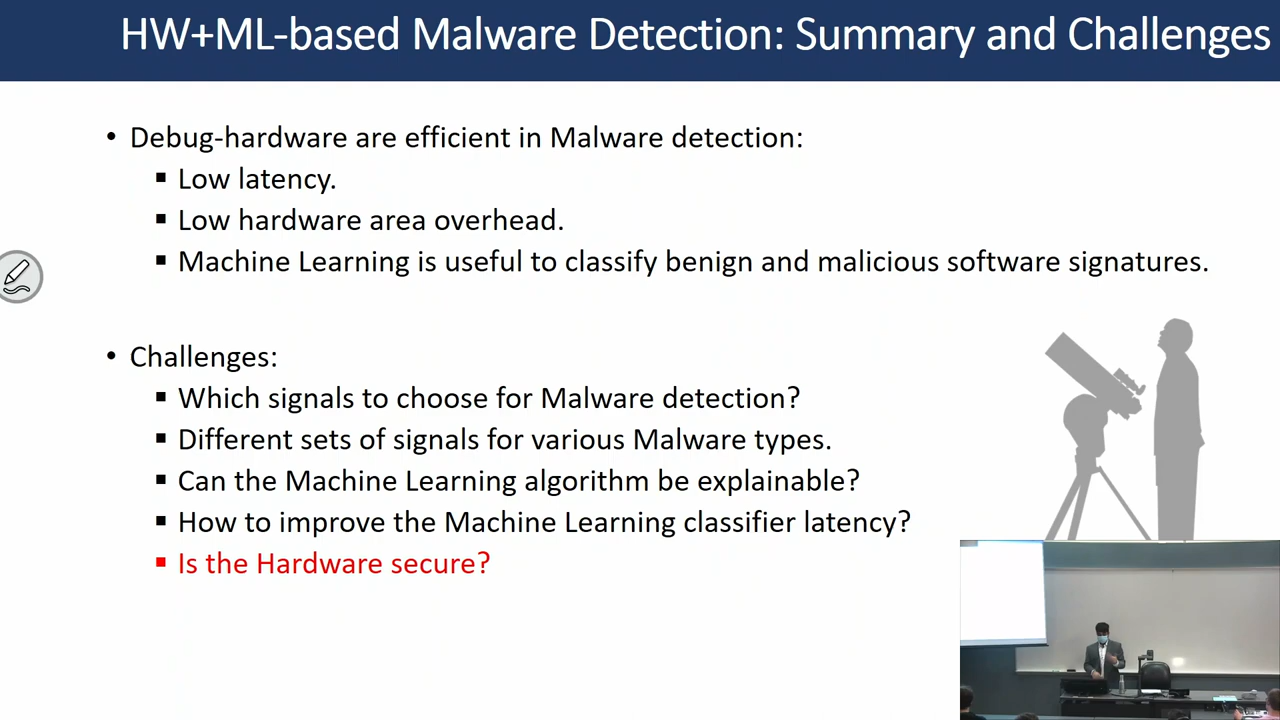 HW+ML-based Malware Detection: Summary and Challenges
• Debug-hardware are efficient in Malware detection:
▪ Low latency.
▪ Low hardware area overhead.
▪ Machine Learning is useful to classify benign and malicious software signatures.
• Challenges:
▪ Which signals to choose for Malware detection?
▪ Different sets of signals for various Malware types.
▪ Can the Machine Learning algorithm be explainable?
▪ How to improve the Machine Learning classifier latency?
▪ Is the Hardware secure?